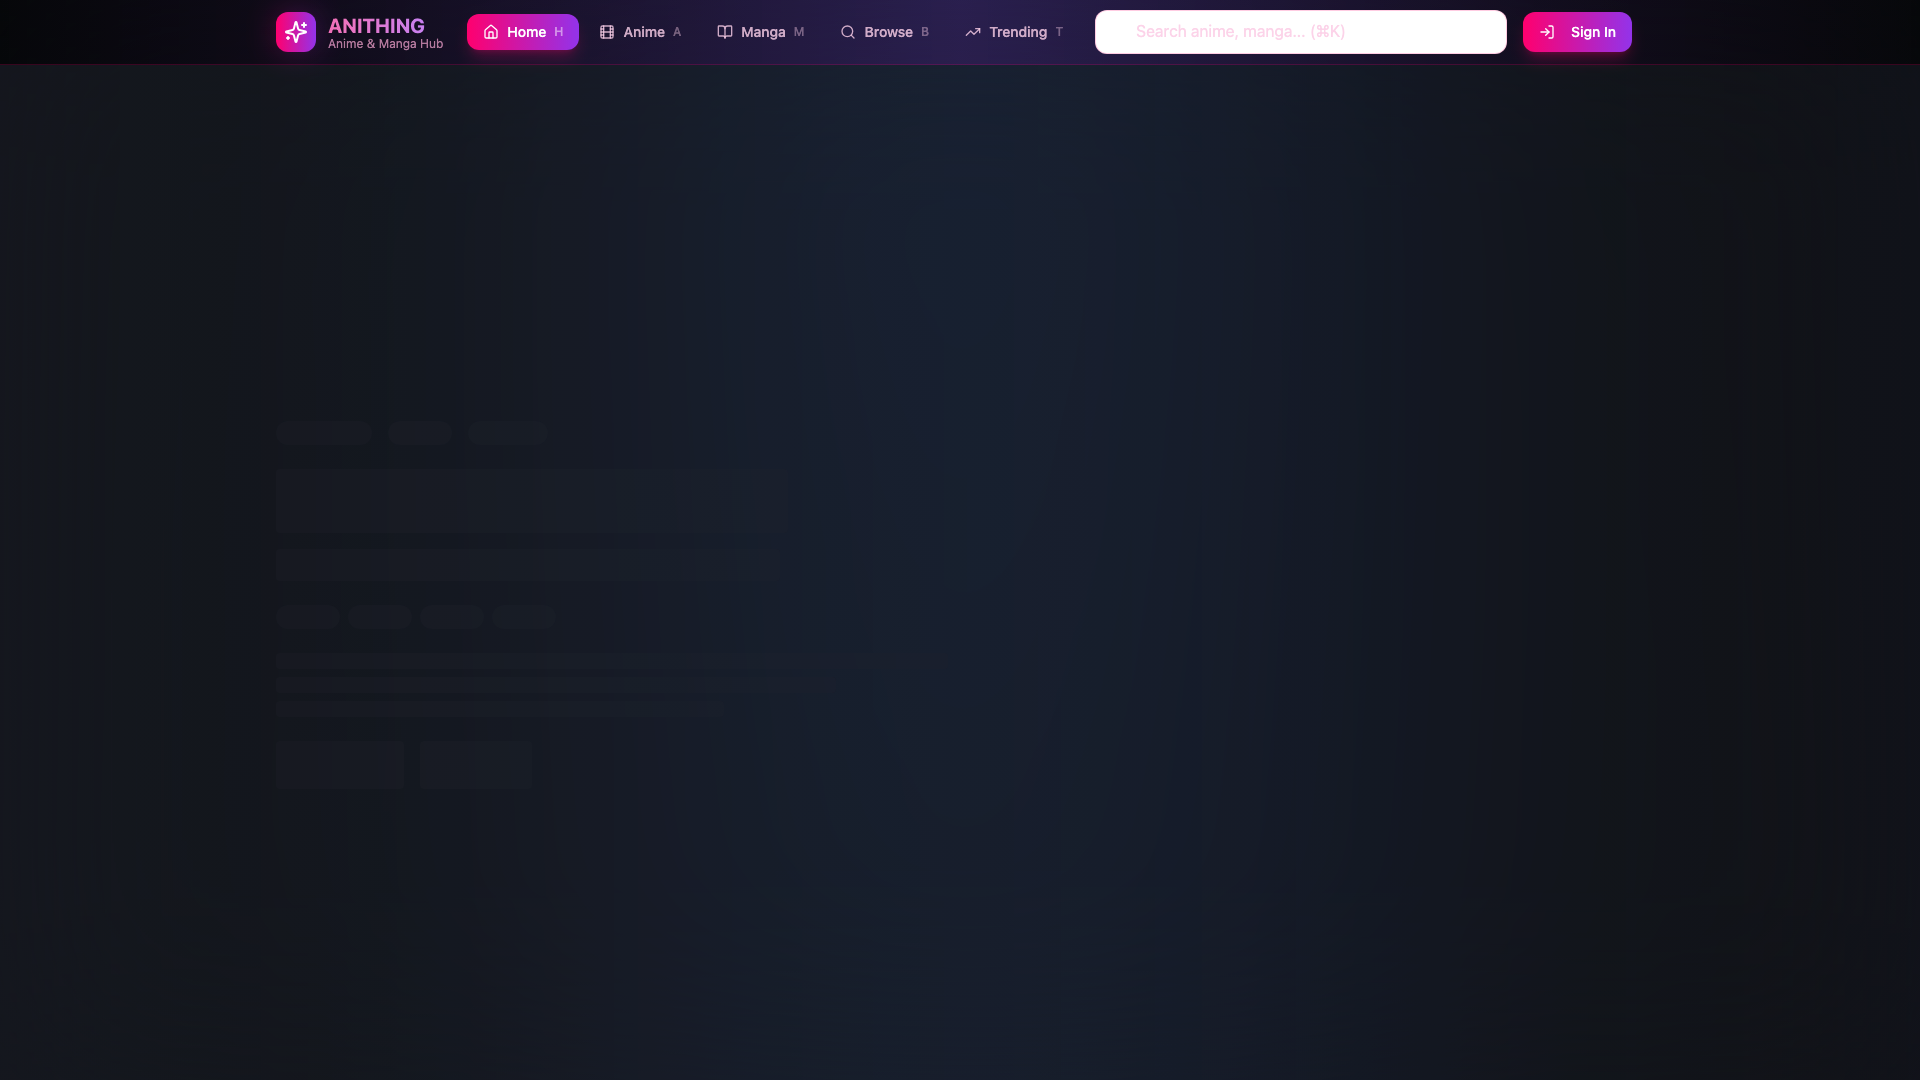 ANITHING
Anime & Manga Hub
Home H
Anime A
Manga M
Browse B
Trending T
Search anime, manga... (⌘K)
Sign In